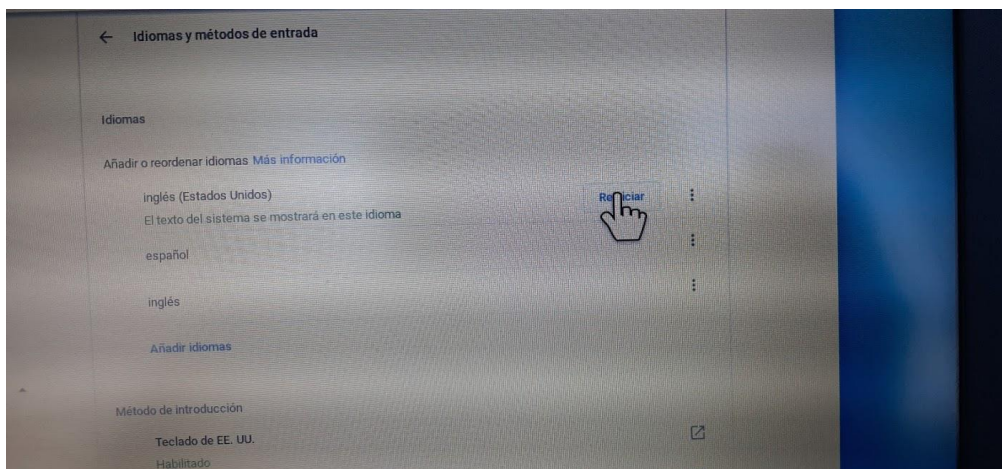 Idiomas y métodos de entrada
Idiomas
Añadir o reordenar idiomas Más información
inglés (Estados Unidos)
Reiniciar
El texto del sistema se mostrará en este idioma
español
inglés
Añadir idiomas
Método de introducción
Teclado de EE. UU.
Habilitado